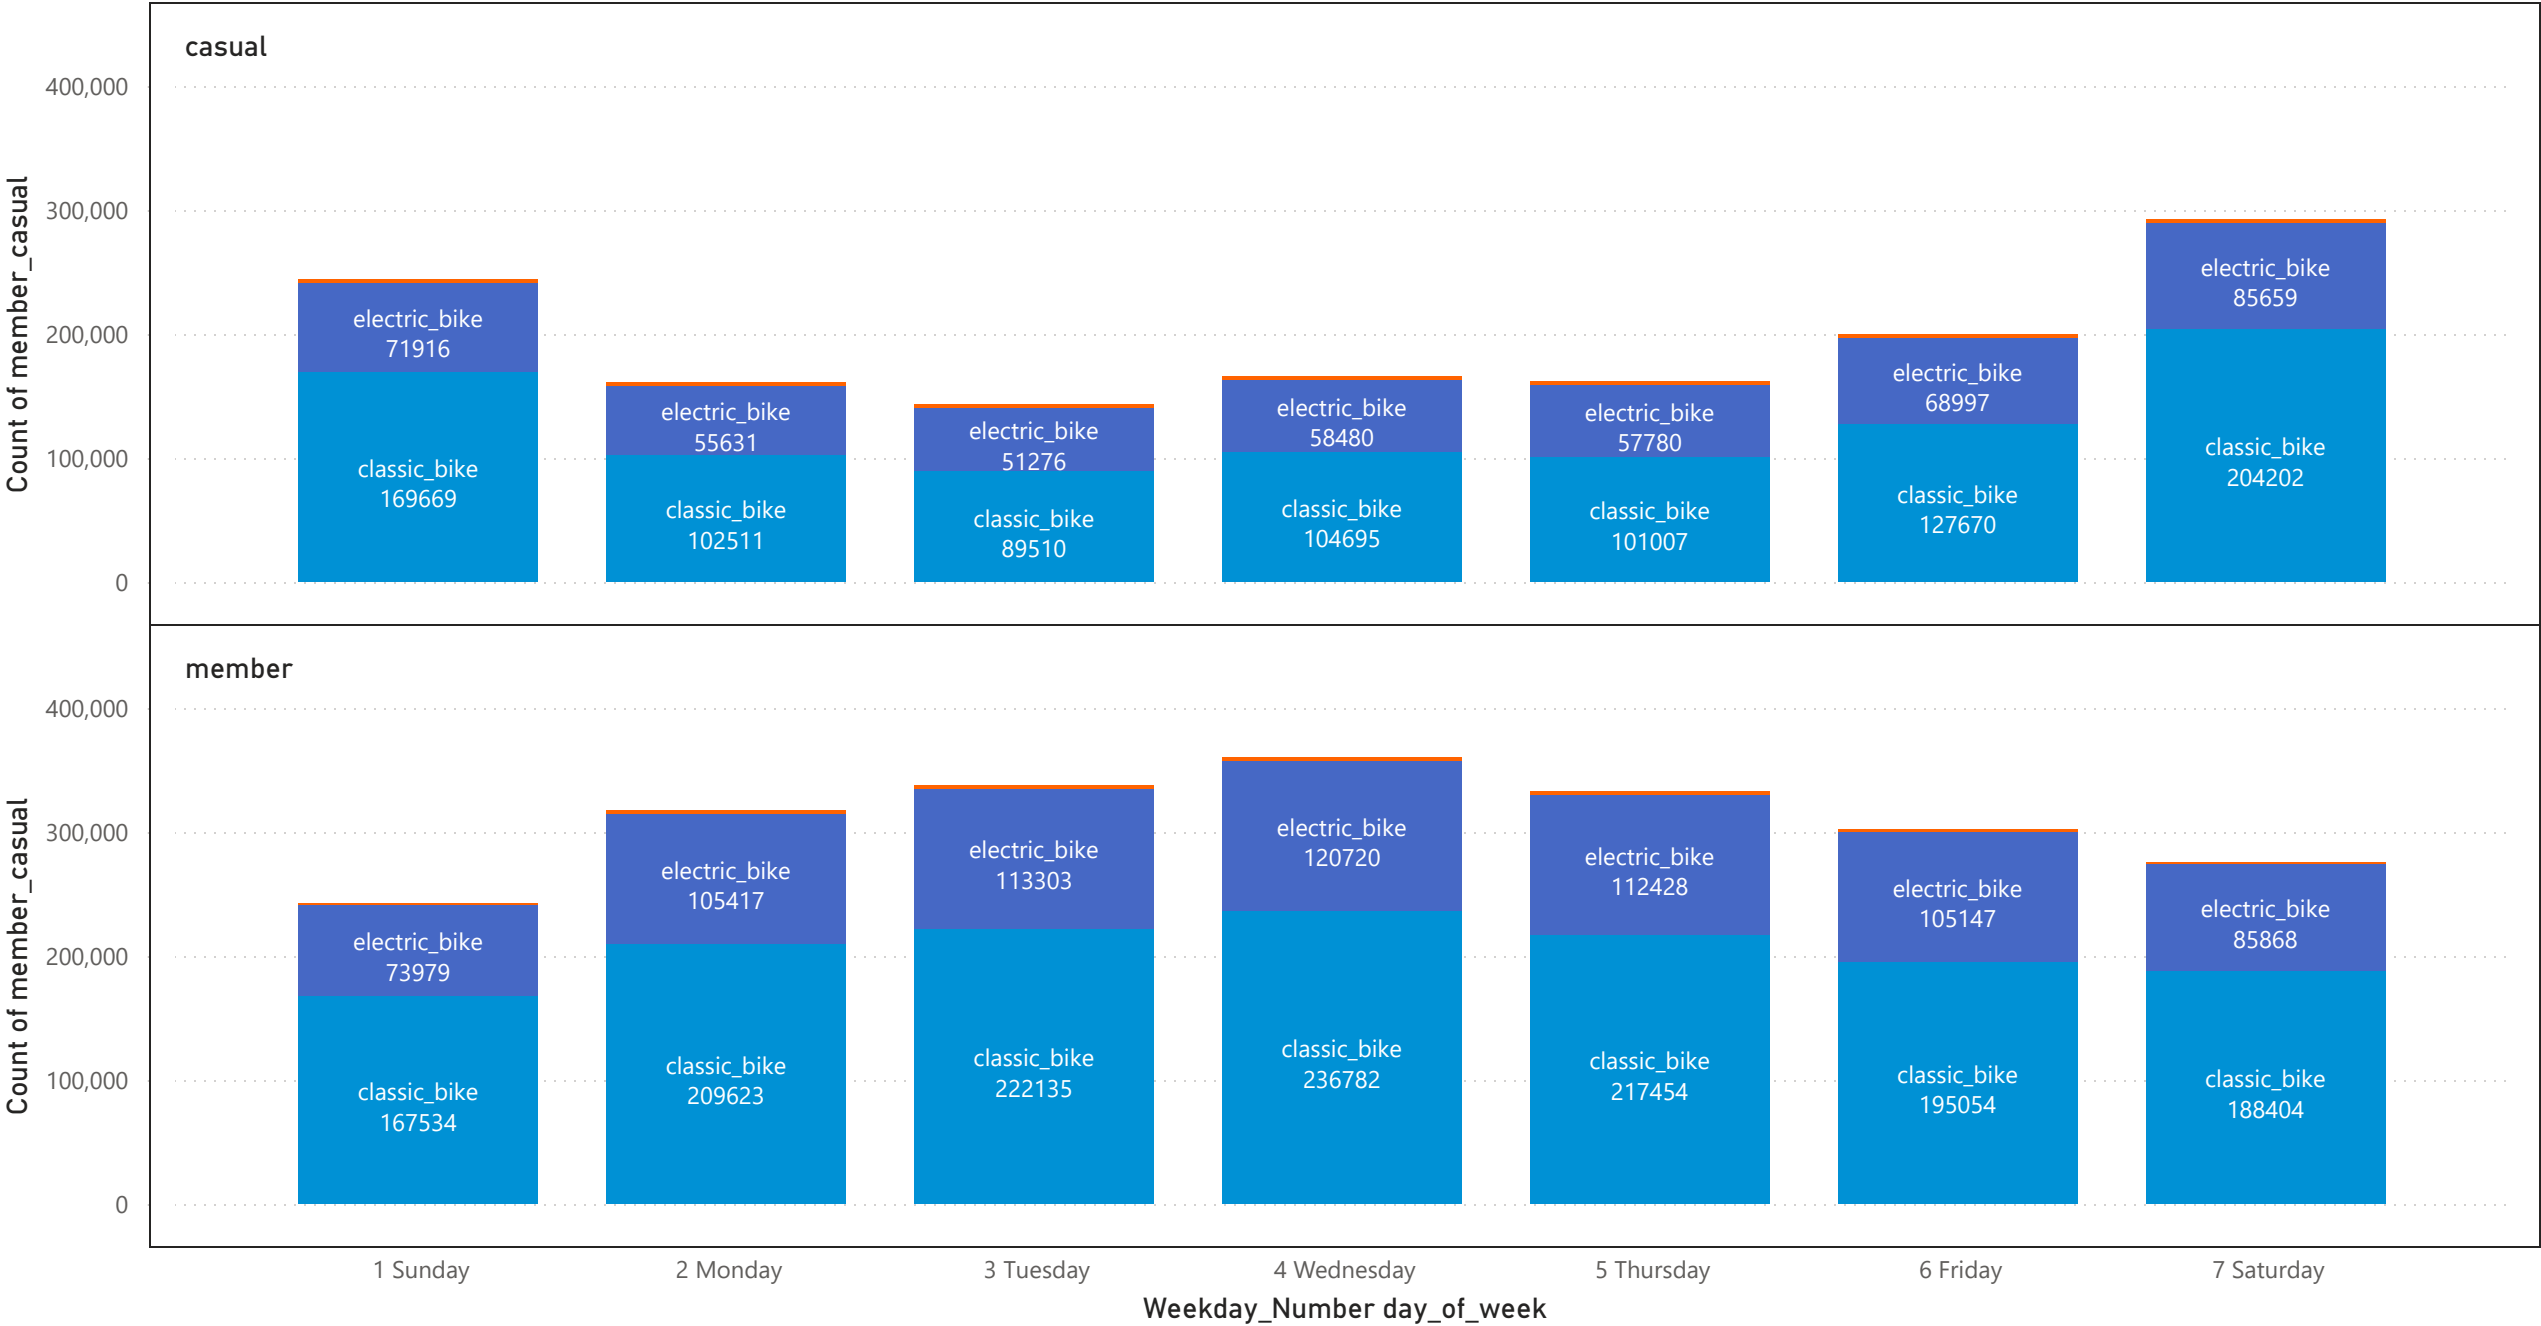 casual
400,000
300,000
200,000
100,000
0
Count of member_casual
electric_bike
71916
classic_bike
169669
electric_bike
55631
classic_bike
102511
electric_bike
51276
classic_bike
89510
electric_bike
58480
classic_bike
104695
electric_bike
57780
classic_bike
101007
electric_bike
68997
classic_bike
127670
electric_bike
85659
classic_bike
204202
member
400,000
300,000
200,000
100,000
0
Count of member_casual
electric_bike
73979
classic_bike
167534
electric_bike
105417
classic_bike
209623
electric_bike
113303
classic_bike
222135
electric_bike
120720
classic_bike
236782
electric_bike
112428
classic_bike
217454
electric_bike
105147
classic_bike
195054
electric_bike
85868
classic_bike
188404
1 Sunday
2 Monday
3 Tuesday
4 Wednesday
5 Thursday
6 Friday
7 Saturday
Weekday_Number day_of_week